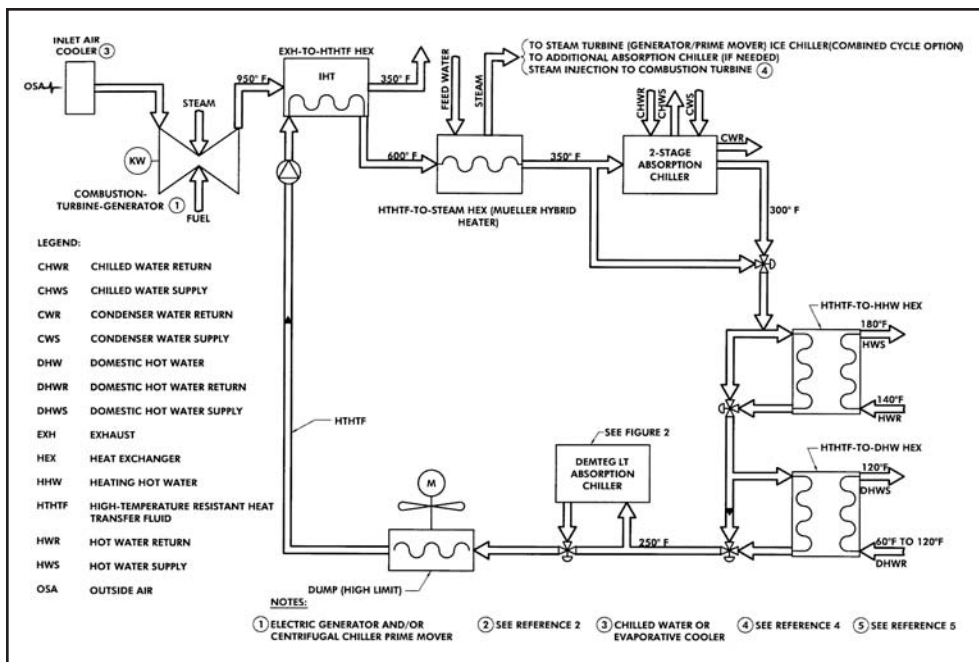 INLET AIR
COOLER ③
OSA
STEAM
KW
COMBUSTION-
TURBINE-GENERATOR ①
FUEL
950° F
EXH-TO-HTHTF HEX
IHT
350° F
600° F
FEED WATER
STEAM
TO STEAM TURBINE (GENERATOR/PRIME MOVER) ICE CHILLER(COMBINED CYCLE OPTION)
TO ADDITIONAL ABSORPTION CHILLER (IF NEEDED)
STEAM INJECTION TO COMBUSTION TURBINE ④
HTHTF-TO-STEAM HEX (MUELLER HYBRID
HEATER)
350° F
CHWR
CHWS
CWS
CWR
2-STAGE
ABSORPTION
CHILLER
300° F
HTHTF-TO-HHW HEX
180°F
HWS
140°F
HWR
HTHTF-TO-DHW HEX
120°F
DHWS
60°F TO 120°F
DHWR
250° F
SEE FIGURE 2
DEMTEG LT
ABSORPTION
CHILLER
HTHTF
M
DUMP (HIGH LIMIT)
LEGEND:
CHWR CHILLED WATER RETURN
CHWS CHILLED WATER SUPPLY
CWR CONDENSER WATER RETURN
CWS CONDENSER WATER SUPPLY
DHW DOMESTIC HOT WATER
DHWR DOMESTIC HOT WATER RETURN
DHWS DOMESTIC HOT WATER SUPPLY
EXH EXHAUST
HEX HEAT EXCHANGER
HHW HEATING HOT WATER
HTHTF HIGH-TEMPERATURE RESISTANT HEAT
TRANSFER FLUID
HWR HOT WATER RETURN
HWS HOT WATER SUPPLY
OSA OUTSIDE AIR
NOTES:
① ELECTRIC GENERATOR AND/OR
CENTRIFUGAL CHILLER PRIME MOVER
② SEE REFERENCE 2
③ CHILLED WATER OR
EVAPORATIVE COOLER
④ SEE REFERENCE 4
⑤ SEE REFERENCE 5